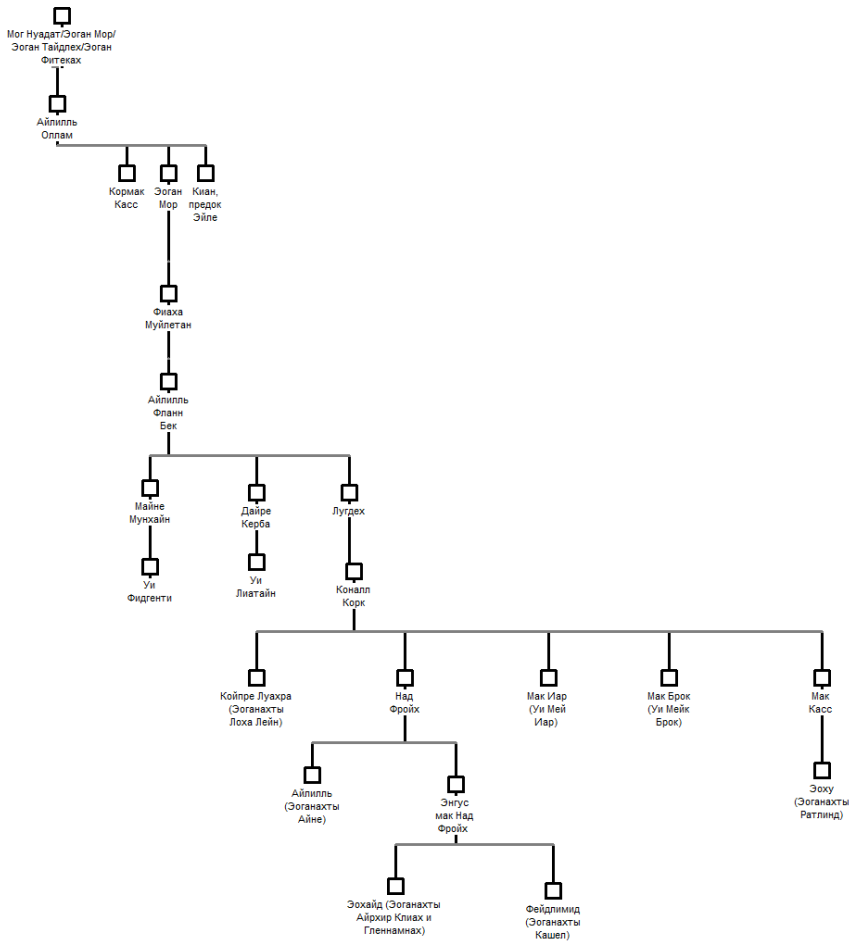 Мог Нуадат/Эоган Мор/
Эоган Тайдлех/Эоган
Фитеках
Айлилль
Оллам
Кормак
Касс
Эоган
Мор
Киан,
предок
Эйле
Фиаха
Муйлетан
Айлилль
Фланн
Бек
Майне
Мунхайн
Дайре
Керба
Лугдех
Уи
Фидгенти
Уи
Лиатайн
Коналл
Корк
Койпре Луахра
(Эоганахты
Лоха Лейн)
Над
Фройх
Мак Иар
(Уи Мей
Иар)
Мак Брок
(Уи Мейк
Брок)
Мак
Касс
Айлилль
(Эоганахты
Айне)
Энгус
мак Над
Фройх
Эоху
(Эоганахты
Ратлинд)
Эохайд (Эоганахты
Айрхир Клиах и
Гленнамнах)
Фейдлимид
(Эоганахты
Кашел)